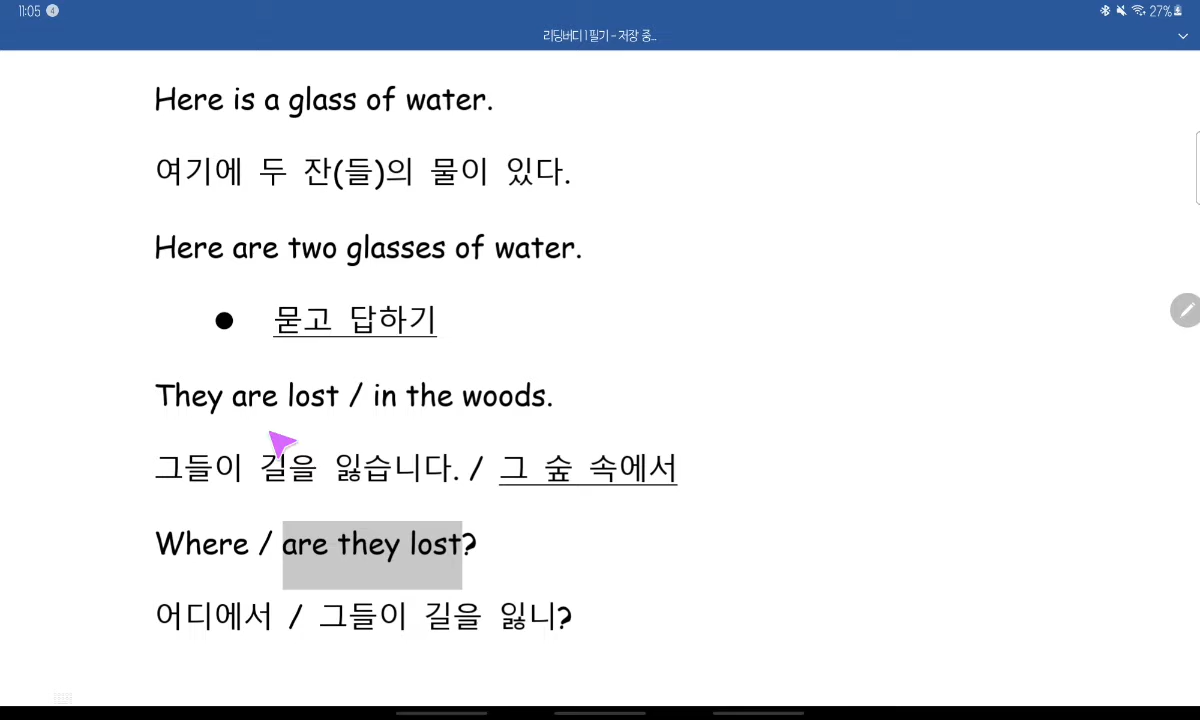 11:05 4 27%
리딩버디 1 필기 - 저장 중...
Here is a glass of water.
여기에 두 잔(들)의 물이 있다.
Here are two glasses of water.
● 묻고 답하기
They are lost / in the woods.
그들이 길을 잃습니다. / 그 숲 속에서
Where / are they lost?
어디에서 / 그들이 길을 잃니?